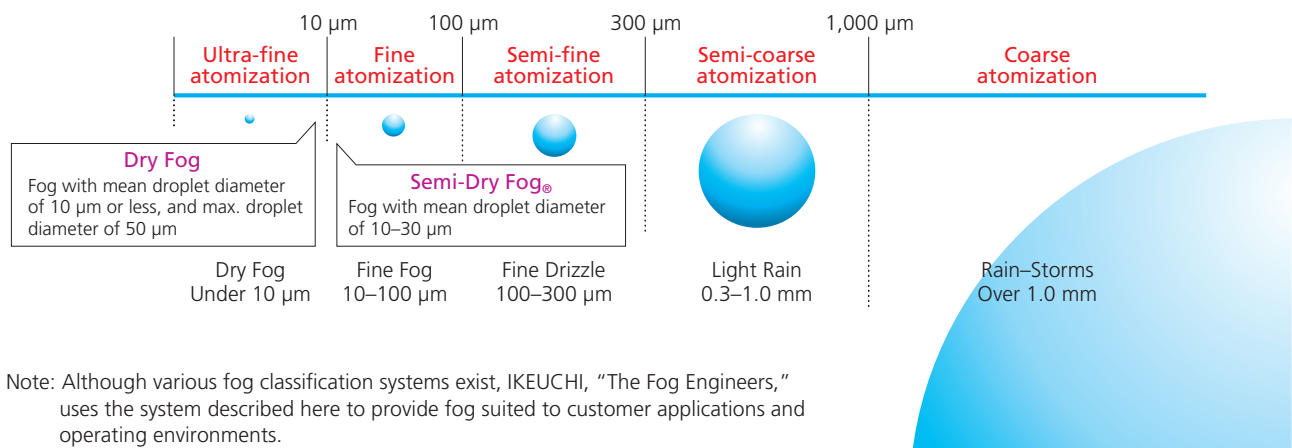 10 µm
100 µm
300 µm
1,000 µm
Ultra-fine
atomization
Fine
atomization
Semi-fine
atomization
Semi-coarse
atomization
Coarse
atomization
Dry Fog
Fog with mean droplet diameter
of 10 µm or less, and max. droplet
diameter of 50 µm
Semi-Dry Fog®
Fog with mean droplet diameter
of 10–30 µm
Dry Fog
Under 10 µm
Fine Fog
10–100 µm
Fine Drizzle
100–300 µm
Light Rain
0.3–1.0 mm
Rain–Storms
Over 1.0 mm
Note: Although various fog classification systems exist, IKEUCHI, “The Fog Engineers,”
uses the system described here to provide fog suited to customer applications and
operating environments.